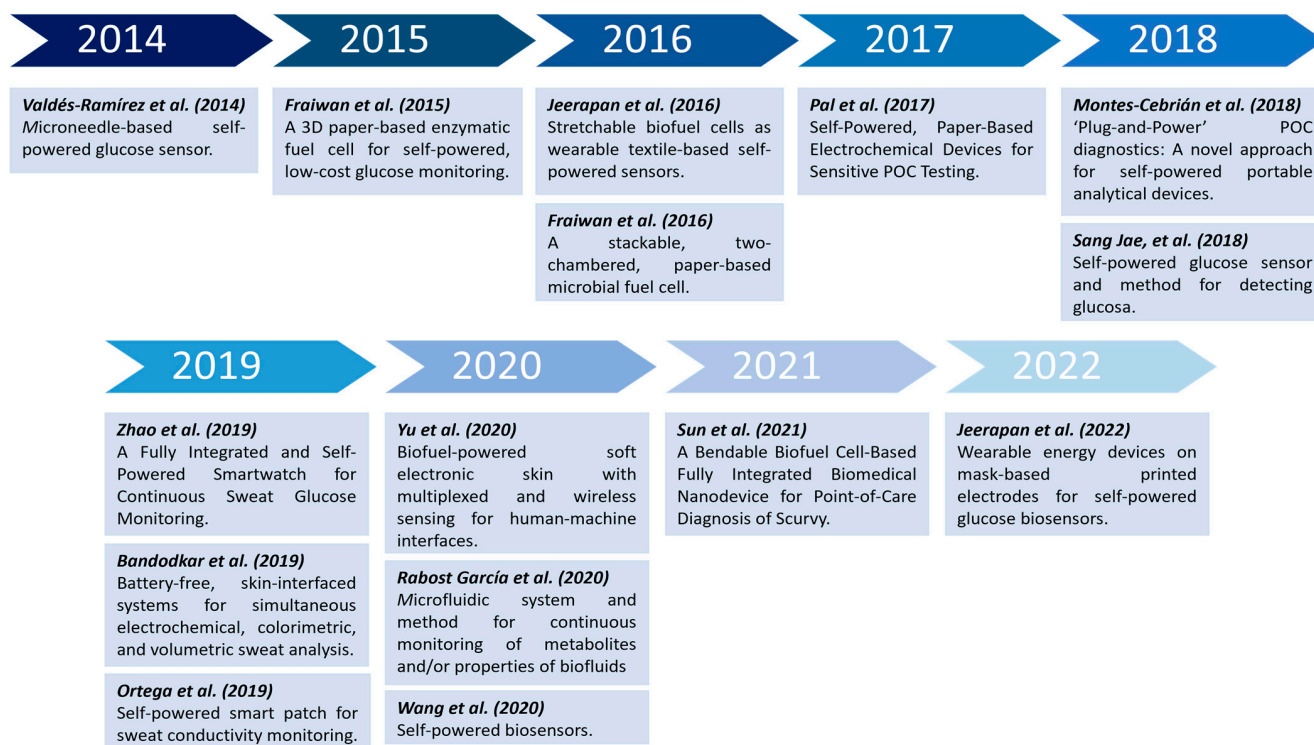 2014
2015
2016
2017
2018
Valdés-Ramírez et al. (2014)
Microneedle-based self-
powered glucose sensor.
Fraiwan et al. (2015)
A 3D paper-based enzymatic
fuel cell for self-powered,
low-cost glucose monitoring.
Jeerapan et al. (2016)
Stretchable biofuel cells as
wearable textile-based self-
powered sensors.
Fraiwan et al. (2016)
A stackable, two-
chambered, paper-based
microbial fuel cell.
Pal et al. (2017)
Self-Powered, Paper-Based
Electrochemical Devices for
Sensitive POC Testing.
Montes-Cebrián et al. (2018)
‘Plug-and-Power’ POC
diagnostics: A novel approach
for self-powered portable
analytical devices.
Sang Jae, et al. (2018)
Self-powered glucose sensor
and method for detecting
glucosa.
2019
2020
2021
2022
Zhao et al. (2019)
A Fully Integrated and Self-
Powered Smartwatch for
Continuous Sweat Glucose
Monitoring.
Bandodkar et al. (2019)
Battery-free, skin-interfaced
systems for simultaneous
electrochemical, colorimetric,
and volumetric sweat analysis.
Ortega et al. (2019)
Self-powered smart patch for
sweat conductivity monitoring.
Yu et al. (2020)
Biofuel-powered soft
electronic skin with
multiplexed and wireless
sensing for human-machine
interfaces.
Rabost García et al. (2020)
Microfluidic system and
method for continuous
monitoring of metabolites
and/or properties of biofluids
Wang et al. (2020)
Self-powered biosensors.
Sun et al. (2021)
A Bendable Biofuel Cell-Based
Fully Integrated Biomedical
Nanodevice for Point-of-Care
Diagnosis of Scurvy.
Jeerapan et al. (2022)
Wearable energy devices on
mask-based printed
electrodes for self-powered
glucose biosensors.